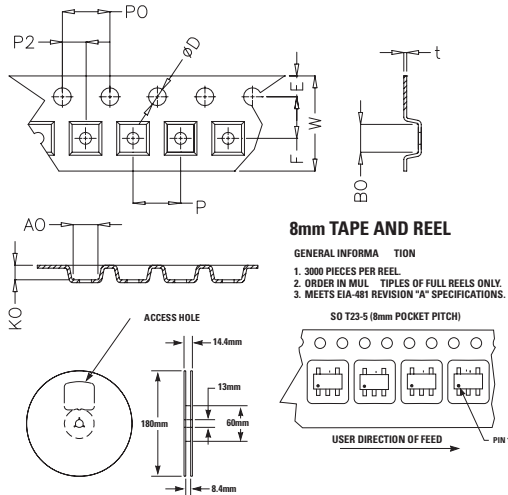 P0
P2
øD
t
E
W
F
B0
P
A0
K0
8mm TAPE AND REEL
GENERAL INFORMA TION
1. 3000 PIECES PER REEL.
2. ORDER IN MUL TIPLES OF FULL REELS ONLY.
3. MEETS EIA-481 REVISION "A" SPECIFICATIONS.
SO T23-5 (8mm POCKET PITCH)
ACCESS HOLE
14.4mm
13mm
180mm
60mm
8.4mm
USER DIRECTION OF FEED
PIN 1